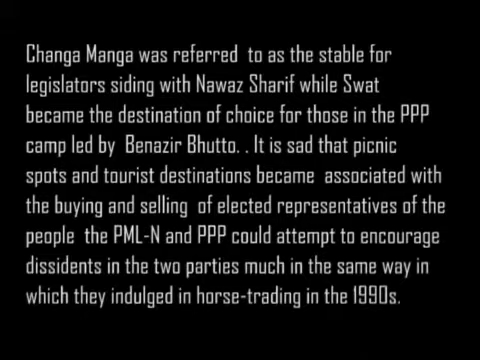 Changa Manga was referred  to as the stable for
legislators siding with Nawaz Sharif while Swat
became the destination of choice for those in the PPP
camp led by  Benazir Bhutto. . It is sad that picnic
spots and tourist destinations became  associated with
the buying and selling  of elected representatives of the
people  the PML-N and PPP could attempt to encourage
dissidents in the two parties much in the same way in
which they indulged in horse-trading in the 1990s.